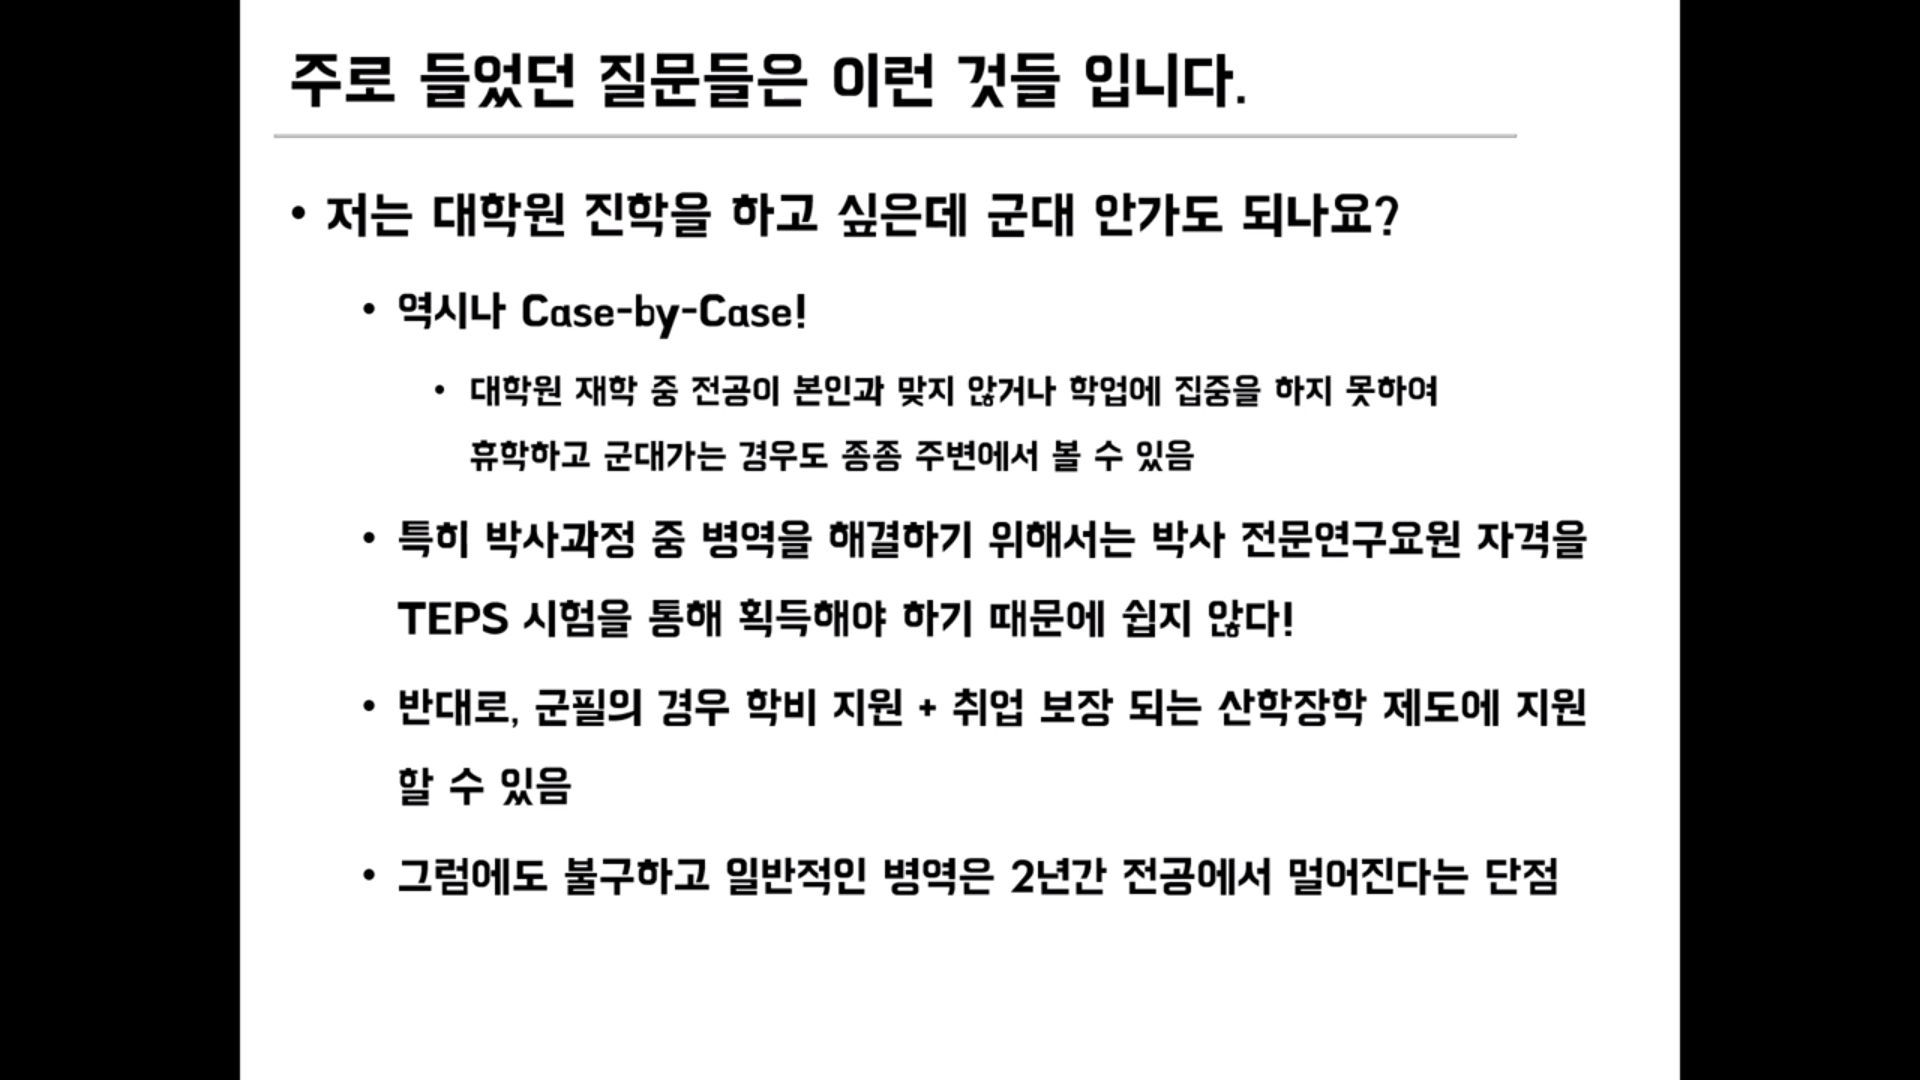 주로 들었던 질문들은 이런 것들 입니다.
• 저는 대학원 진학을 하고 싶은데 군대 안가도 되나요?
• 역시나 Case-by-Case!
• 대학원 재학 중 전공이 본인과 맞지 않거나 학업에 집중을 하지 못하여
휴학하고 군대가는 경우도 종종 주변에서 볼 수 있음
• 특히 박사과정 중 병역을 해결하기 위해서는 박사 전문연구요원 자격을
TEPS 시험을 통해 획득해야 하기 때문에 쉽지 않다!
• 반대로, 군필의 경우 학비 지원 + 취업 보장 되는 산학장학 제도에 지원
할 수 있음
• 그럼에도 불구하고 일반적인 병역은 2년간 전공에서 멀어진다는 단점